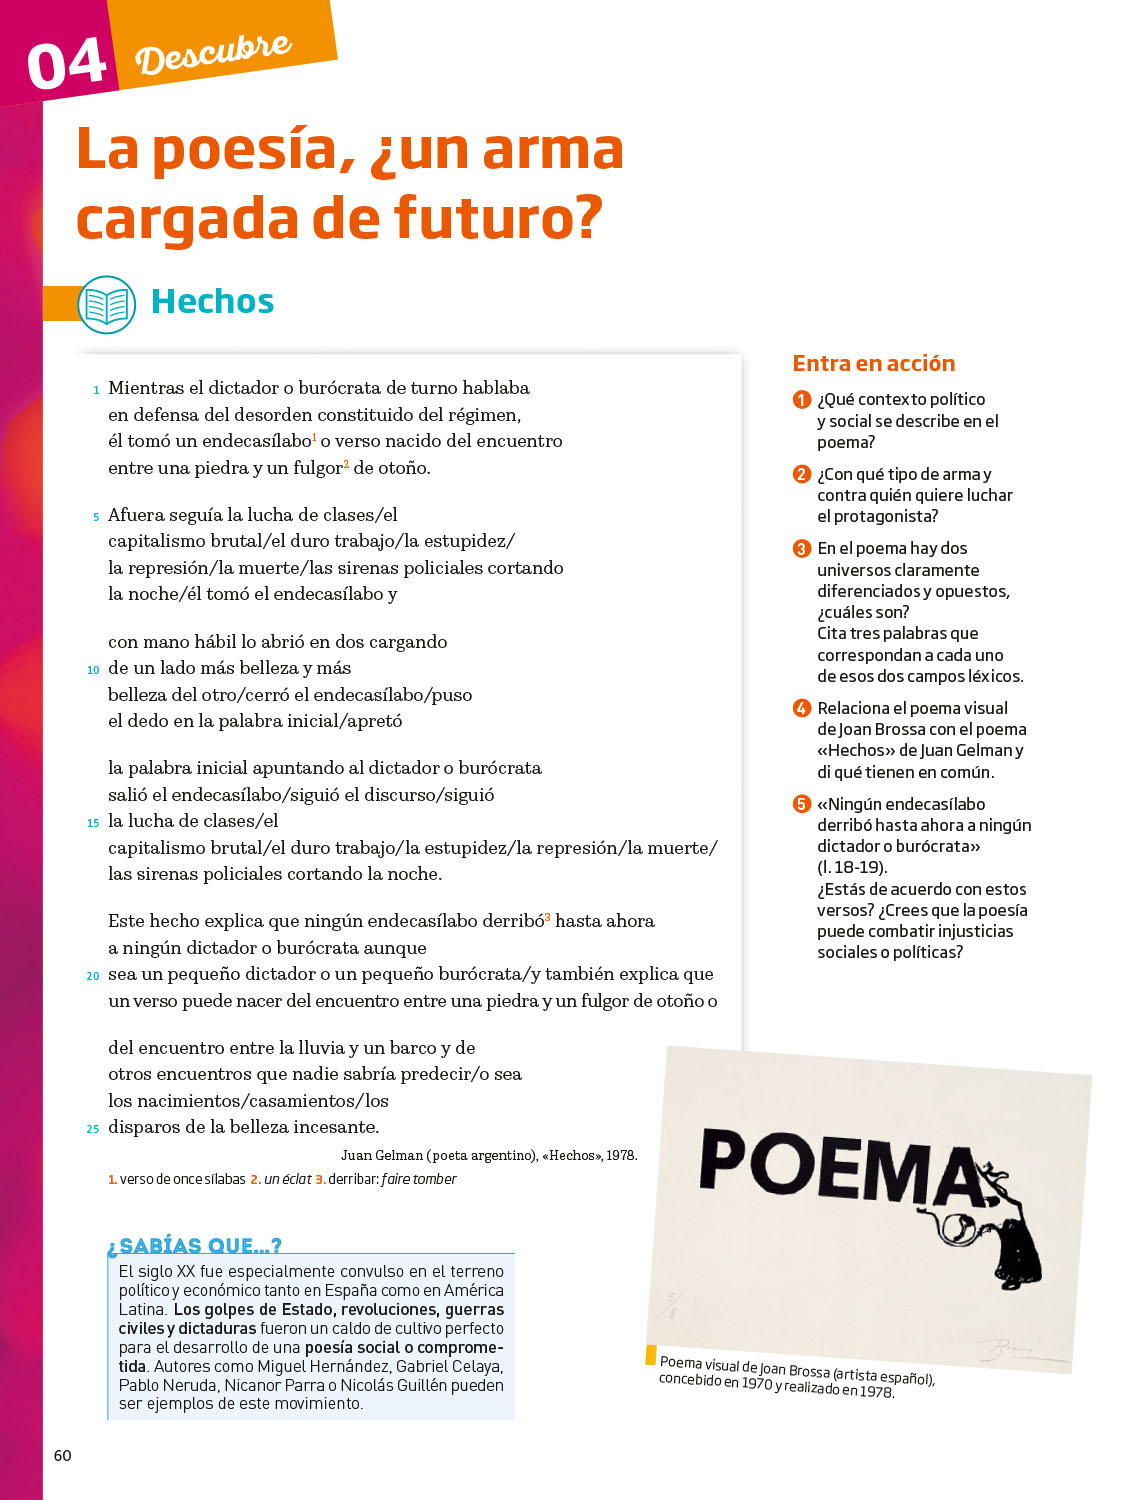 04 Descubre
La poesía, ¿un arma
cargada de futuro?
Hechos
1 Mientras el dictador o burócrata de turno hablaba
en defensa del desorden constituido del régimen,
él tomó un endecasílabo1 o verso nacido del encuentro
entre una piedra y un fulgor2 de otoño.
5 Afuera seguía la lucha de clases/el
capitalismo brutal/el duro trabajo/la estupidez/
la represión/la muerte/las sirenas policiales cortando
la noche/él tomó el endecasílabo y
con mano hábil lo abrió en dos cargando
10 de un lado más belleza y más
belleza del otro/cerró el endecasílabo/puso
el dedo en la palabra inicial/apretó
la palabra inicial apuntando al dictador o burócrata
salió el endecasílabo/siguió el discurso/siguió
15 la lucha de clases/el
capitalismo brutal/el duro trabajo/la estupidez/la represión/la muerte/
las sirenas policiales cortando la noche.
Este hecho explica que ningún endecasílabo derribó3 hasta ahora
a ningún dictador o burócrata aunque
20 sea un pequeño dictador o un pequeño burócrata/y también explica que
un verso puede nacer del encuentro entre una piedra y un fulgor de otoño o
del encuentro entre la lluvia y un barco y de
otros encuentros que nadie sabría predecir/o sea
los nacimientos/casamientos/los
25 disparos de la belleza incesante.
Juan Gelman (poeta argentino), «Hechos», 1978.
1. verso de once sílabas 2. un éclat 3. derribar: faire tomber
Entra en acción
1 ¿Qué contexto político
y social se describe en el
poema?
2 ¿Con qué tipo de arma y
contra quién quiere luchar
el protagonista?
3 En el poema hay dos
universos claramente
diferenciados y opuestos,
¿cuáles son?
Cita tres palabras que
correspondan a cada uno
de esos dos campos léxicos.
4 Relaciona el poema visual
de Joan Brossa con el poema
«Hechos» de Juan Gelman y
di qué tienen en común.
5 «Ningún endecasílabo
derribó hasta ahora a ningún
dictador o burócrata»
(l. 18-19).
¿Estás de acuerdo con estos
versos? ¿Crees que la poesía
puede combatir injusticias
sociales o políticas?
¿SABÍAS QUE...?
El siglo XX fue especialmente convulso en el terreno
político y económico tanto en España como en América
Latina. Los golpes de Estado, revoluciones, guerras
civiles y dictaduras fueron un caldo de cultivo perfecto
para el desarrollo de una poesía social o comprome-
tida. Autores como Miguel Hernández, Gabriel Celaya,
Pablo Neruda, Nicanor Parra o Nicolás Guillén pueden
ser ejemplos de este movimiento.
POEMA
5/8
Poema visual de Joan Brossa (artista español),
concebido en 1970 y realizado en 1978.
60